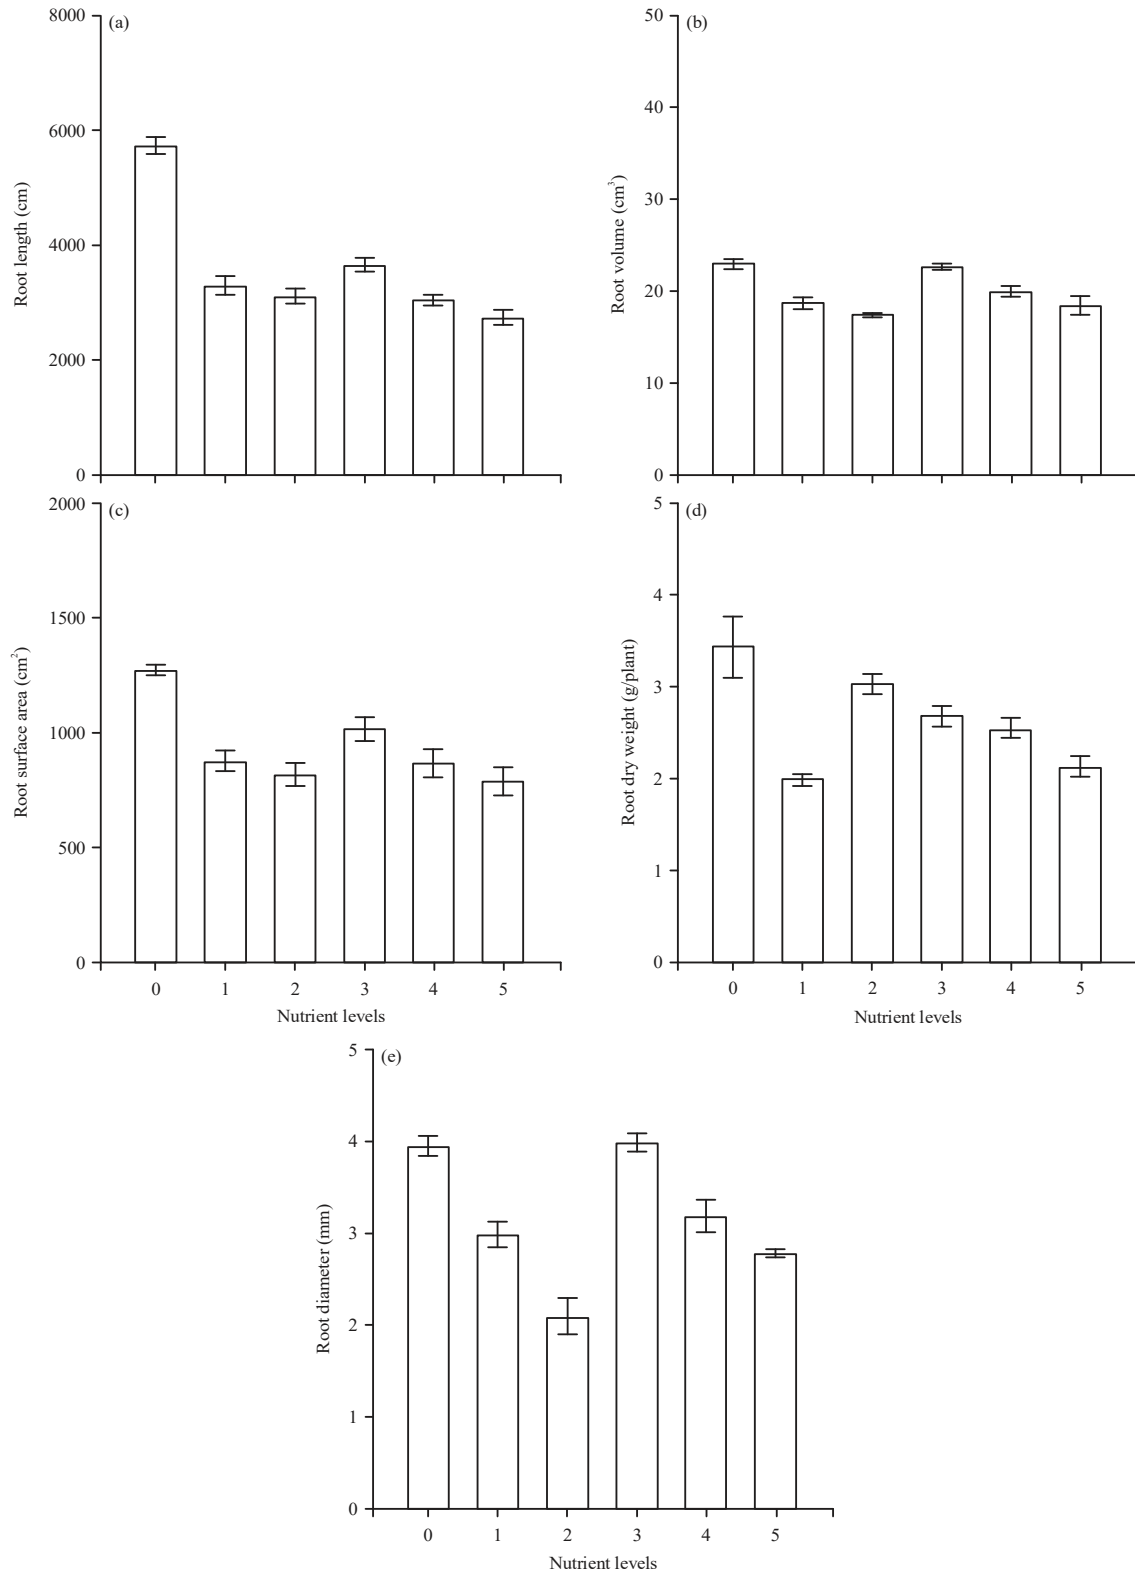 (a)
8000
6000
4000
2000
0
Root length (cm)
(b)
50
40
30
20
10
0
Root volume (cm³)
(c)
2000
1500
1000
500
0
Root surface area (cm²)
0 1 2 3 4 5
Nutrient levels
(d)
5
4
3
2
1
0
Root dry weight (g/plant)
0 1 2 3 4 5
Nutrient levels
(e)
5
4
3
2
1
0
Root diameter (mm)
0 1 2 3 4 5
Nutrient levels